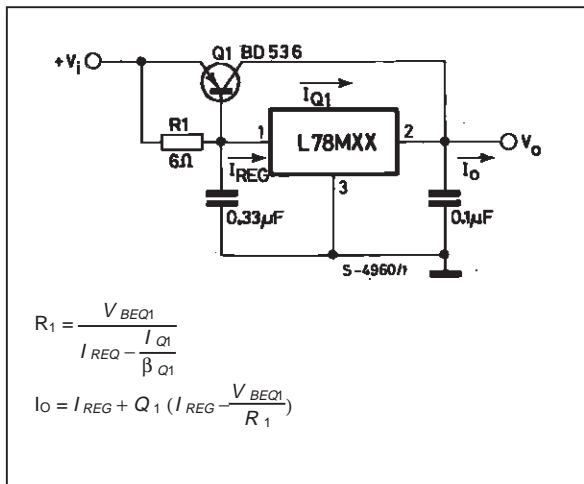 Q1 BD536
+Vi
IQ1
R1
1 L78MXX 2
6Ω
IREG
Vo
Io
3
0.33µF
0.1µF
S-4960/1
R1 = VBEQ1 / (IREQ − IQ1 / βQ1)
IO = IREG + Q1 (IREG − VBEQ1 / R1)